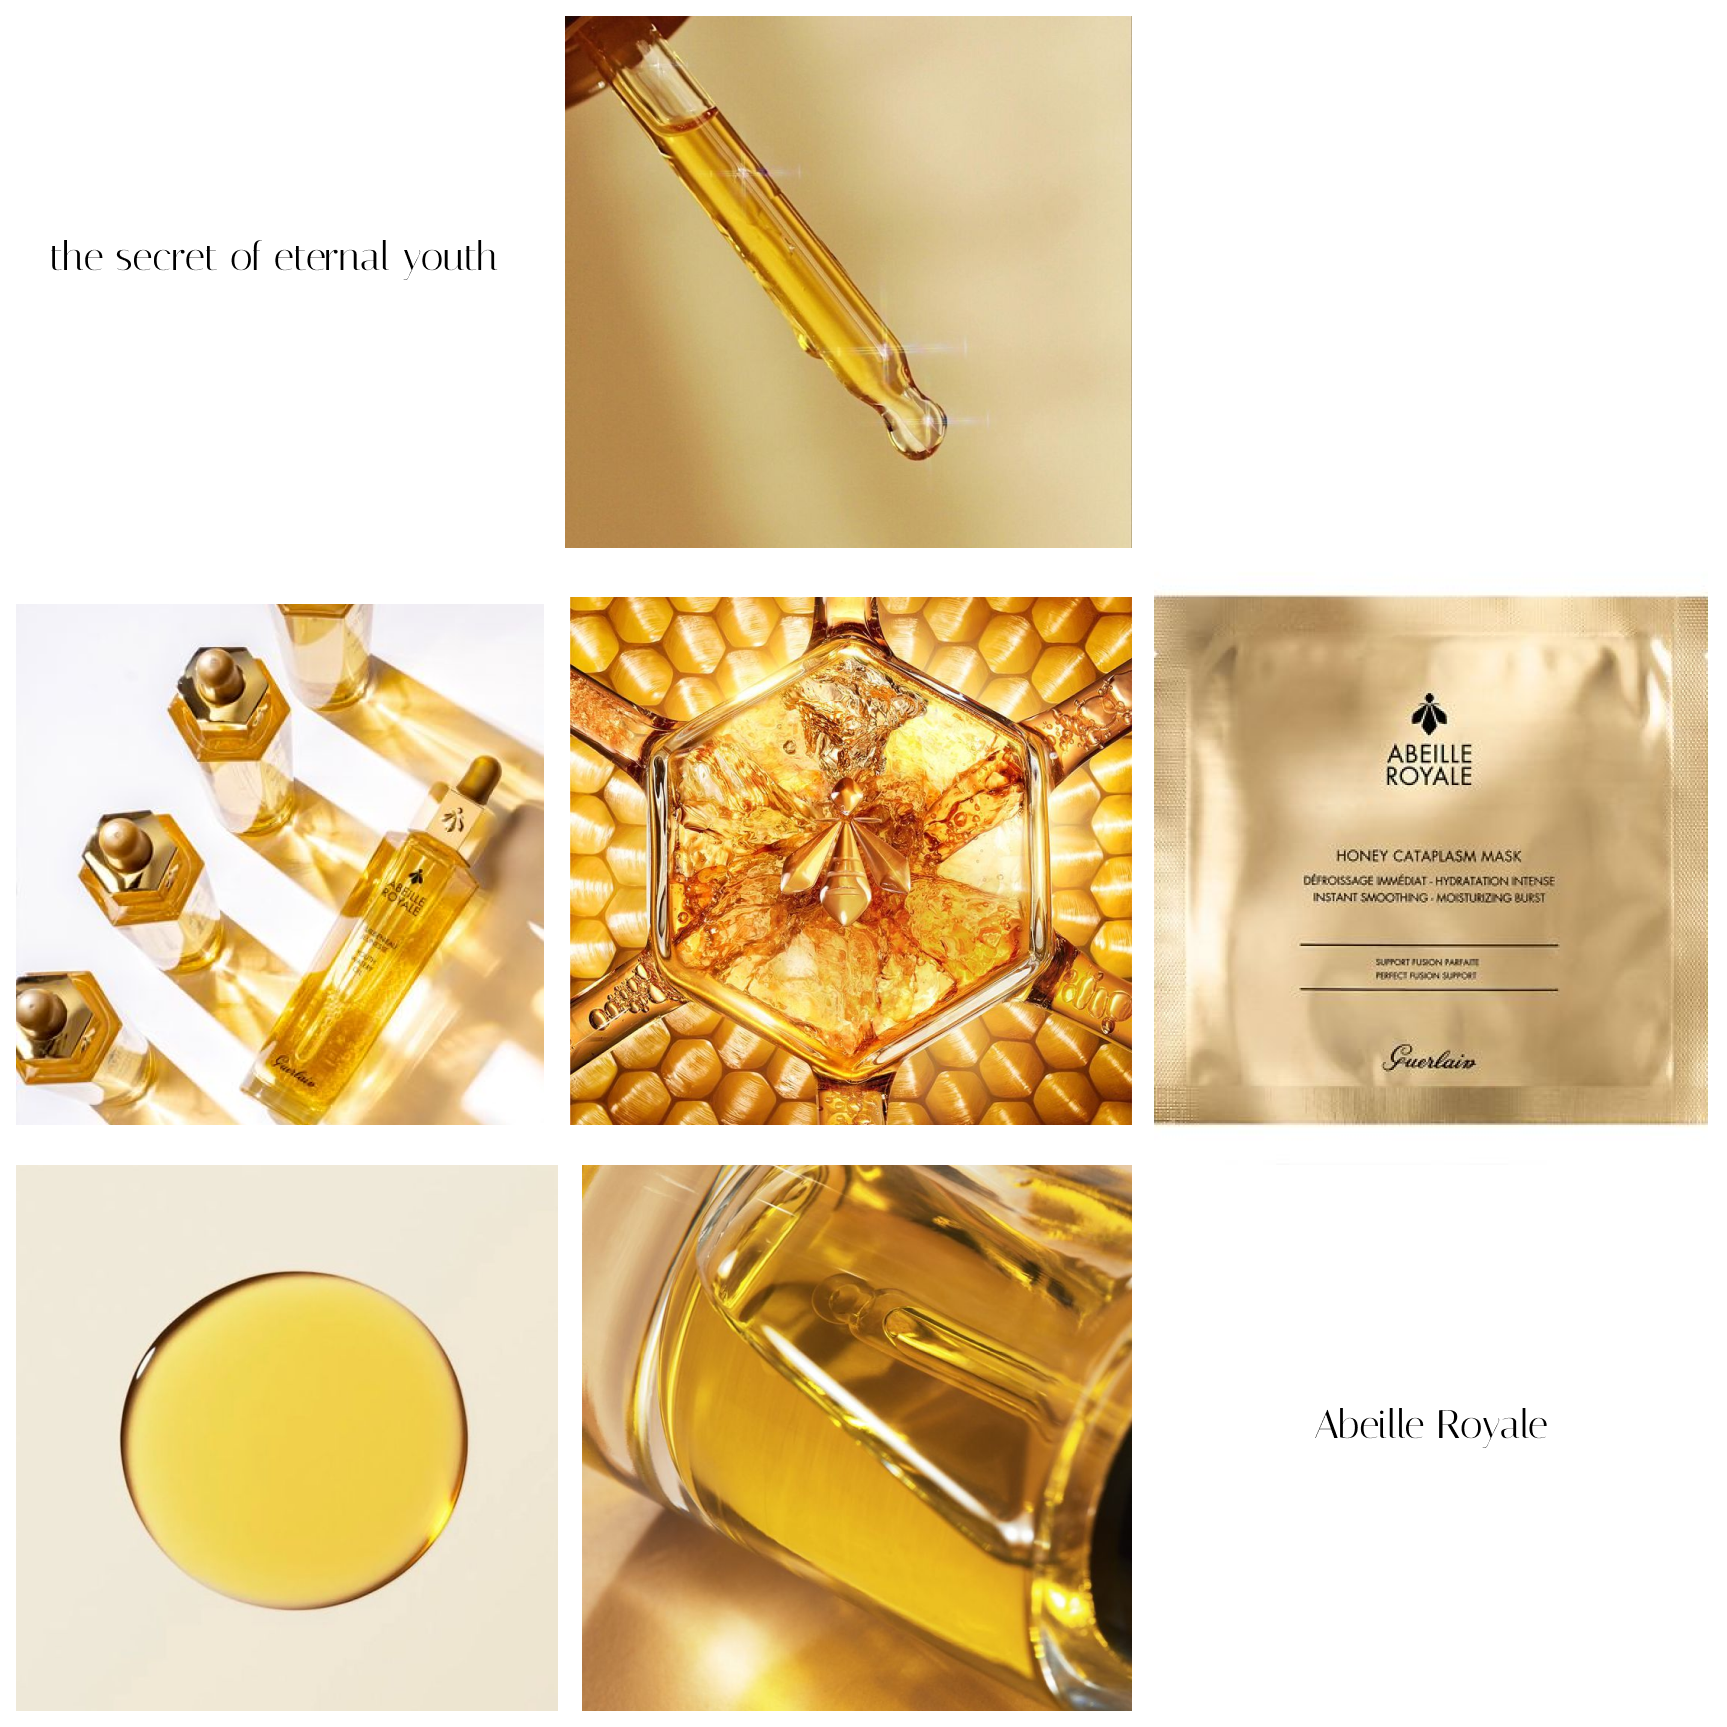 the secret of eternal youth
ABEILLE
ROYALE
Guerlain
ABEILLE
ROYALE
HONEY CATAPLASM MASK
DÉFROISSAGE IMMÉDIAT - HYDRATATION INTENSE
INSTANT SMOOTHING - MOISTURIZING BURST
SUPPORT FUSION PARFAITE
PERFECT FUSION SUPPORT
Guerlain
Abeille Royale